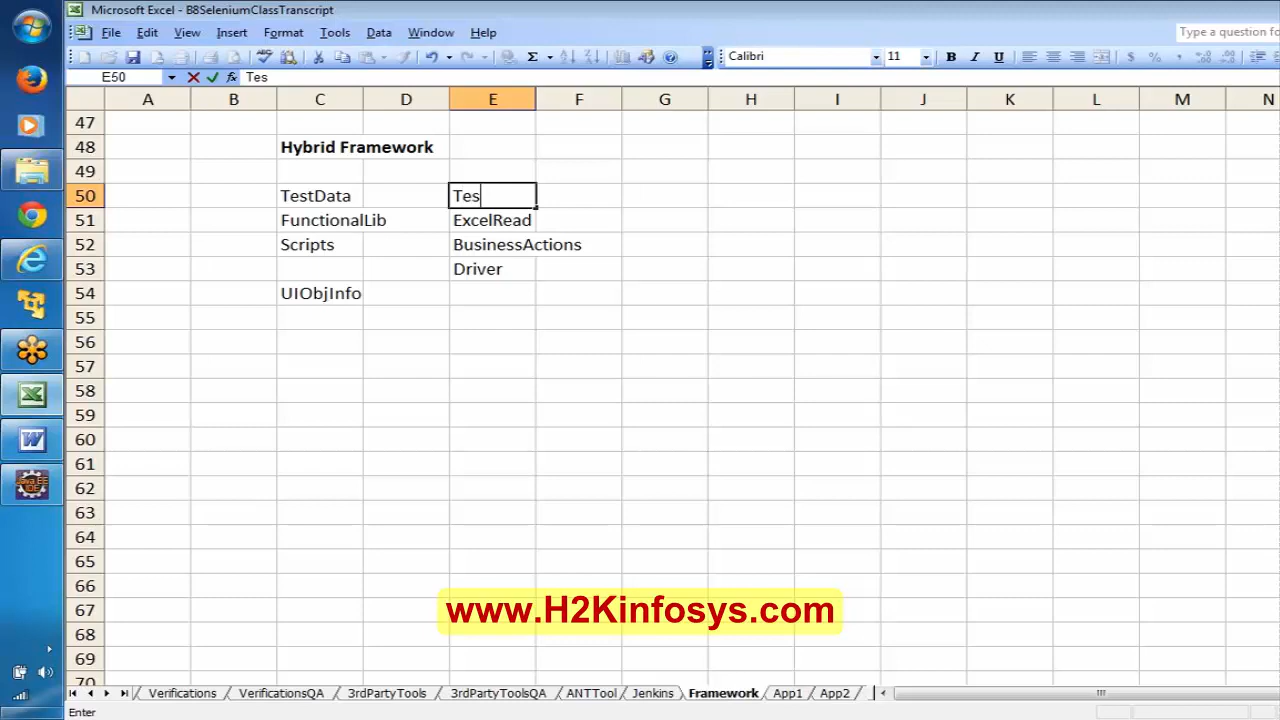 Microsoft Excel - B8SeleniumClassTranscript
File Edit View Insert Format Tools Data Window Help
Type a question for
Calibri 11 B I U $ %
E50 fx Tes
A B C D E F G H I J K L M N
47
48 Hybrid Framework
49
50 TestData Tes
51 FunctionalLib ExcelRead
52 Scripts BusinessActions
53 Driver
54 UIObjInfo
55
56
57
58
59
60
61
62
63
64
65
66
67
68
69
70
www.H2Kinfosys.com
Verifications VerificationsQA 3rdPartyTools 3rdPartyToolsQA ANTTool Jenkins Framework App1 App2
Enter